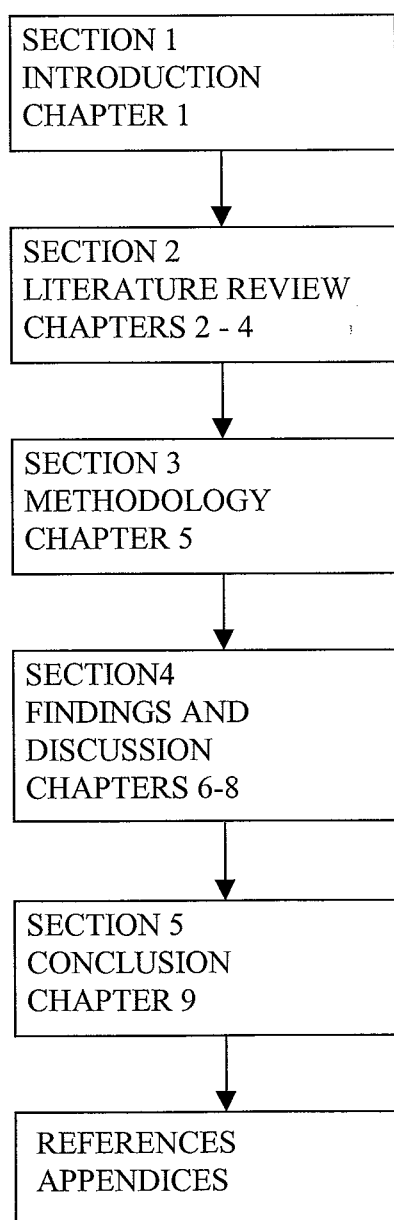 SECTION 1
INTRODUCTION
CHAPTER 1
SECTION 2
LITERATURE REVIEW
CHAPTERS 2 - 4
SECTION 3
METHODOLOGY
CHAPTER 5
SECTION4
FINDINGS AND
DISCUSSION
CHAPTERS 6-8
SECTION 5
CONCLUSION
CHAPTER 9
REFERENCES
APPENDICES